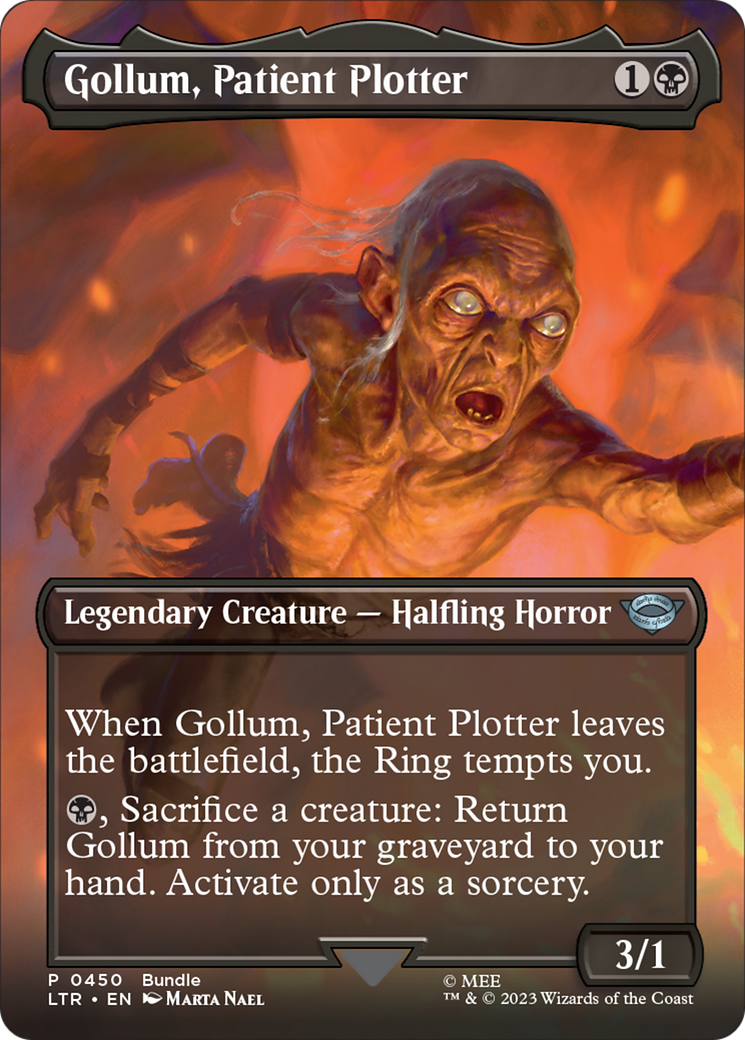 Gollum, Patient Plotter 1
Legendary Creature — Halfling Horror
When Gollum, Patient Plotter leaves
the battlefield, the Ring tempts you.
, Sacrifice a creature: Return
Gollum from your graveyard to your
hand. Activate only as a sorcery.
3/1
P 0450 Bundle
LTR • EN Marta Nael
© MEE
™ & © 2023 Wizards of the Coast